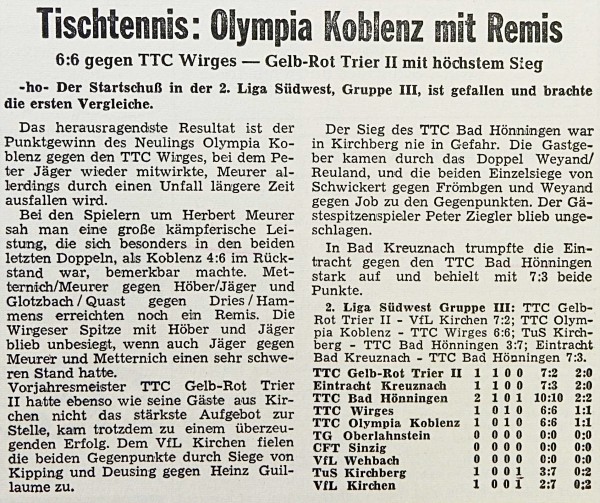 Tischtennis: Olympia Koblenz mit Remis
6:6 gegen TTC Wirges — Gelb-Rot Trier II mit höchstem Sieg
-ho- Der Startschuß in der 2. Liga Südwest, Gruppe III, ist gefallen und brachte
die ersten Vergleiche.
Das herausragendste Resultat ist der
Punktgewinn des Neulings Olympia Ko-
blenz gegen den TTC Wirges, bei dem Pe-
ter Jäger wieder mitwirkte, Meurer al-
lerdings durch einen Unfall längere Zeit
ausfallen wird.
Bei den Spielern um Herbert Meurer
sah man eine große kämpferische Lei-
stung, die sich besonders in den beiden
letzten Doppeln, als Koblenz 4:6 im Rück-
stand war, bemerkbar machte. Met-
ternich/Meurer gegen Höber/Jäger und
Glotzbach / Quast gegen Dries / Ham-
mens erreichten noch ein Remis. Die
Wirgeser Spitze mit Höber und Jäger
blieb unbesiegt, wenn auch Jäger gegen
Meurer und Metternich einen sehr schwe-
ren Stand hatte.
Vorjahresmeister TTC Gelb-Rot Trier
II hatte ebenso wie seine Gäste aus Kir-
chen nicht das stärkste Aufgebot zur
Stelle, kam trotzdem zu einem überzeu-
genden Erfolg. Dem VfL Kirchen fielen
die beiden Gegenpunkte durch Siege von
Kipping und Deusing gegen Heinz Guil-
laume zu.
Der Sieg des TTC Bad Hönningen war
in Kirchberg nie in Gefahr. Die Gastge-
ber kamen durch das Doppel Weyand/
Reuland, und die beiden Einzelsiege von
Schwickert gegen Frömbgen und Weyand
gegen Job zu den Gegenpunkten. Der Gä-
stespitzenspieler Peter Ziegler blieb unge-
schlagen.
In Bad Kreuznach trumpfte die Ein-
tracht gegen den TTC Bad Hönningen
stark auf und behielt mit 7:3 beide
Punkte.
2. Liga Südwest Gruppe III: TTC Gelb-
Rot Trier II - VfL Kirchen 7:2; TTC Olym-
pia Koblenz - TTC Wirges 6:6; TuS Kirch-
berg - TTC Bad Hönningen 3:7; Eintracht
Bad Kreuznach - TTC Bad Hönningen 7:3.
TTC Gelb-Rot Trier II 1 1 0 0 7:2 2:0
Eintracht Kreuznach 1 1 0 0 7:3 2:0
TTC Bad Hönningen 2 1 0 1 10:10 2:2
TTC Wirges 1 0 1 0 6:6 1:1
TTC Olympia Koblenz 1 0 1 0 6:6 1:1
TG Oberlahnstein 0 0 0 0 0:0 0:0
CFT Sinzig 0 0 0 0 0:0 0:0
VfL Wehbach 0 0 0 0 0:0 0:0
TuS Kirchberg 1 0 0 1 3:7 0:2
VfL Kirchen 1 0 0 1 2:7 0:2